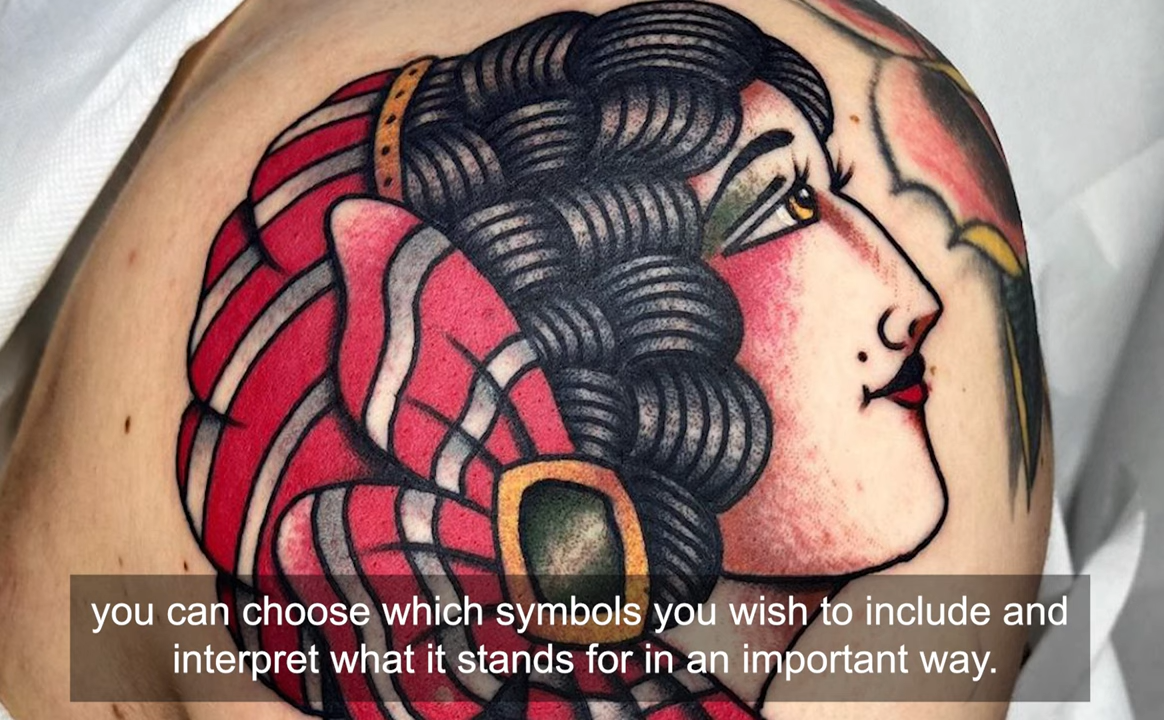 you can choose which symbols you wish to include and
interpret what it stands for in an important way.